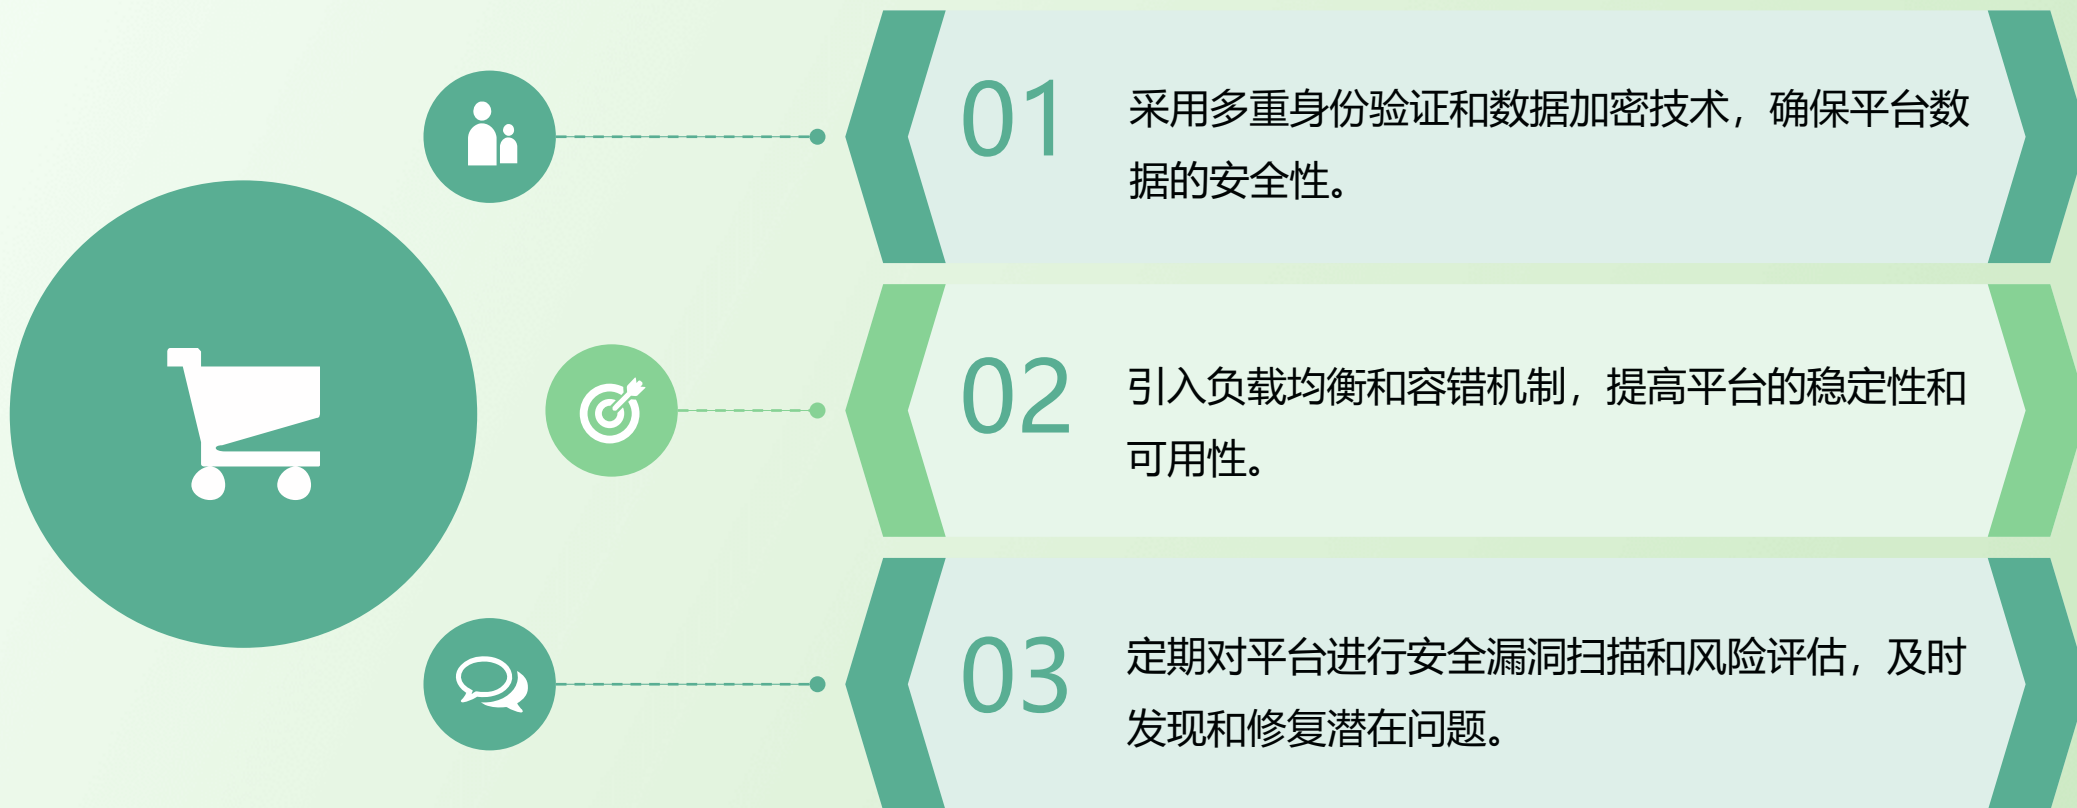 01
采用多重身份验证和数据加密技术，确保平台数
据的安全性。
02
引入负载均衡和容错机制，提高平台的稳定性和
可用性。
03
定期对平台进行安全漏洞扫描和风险评估，及时
发现和修复潜在问题。